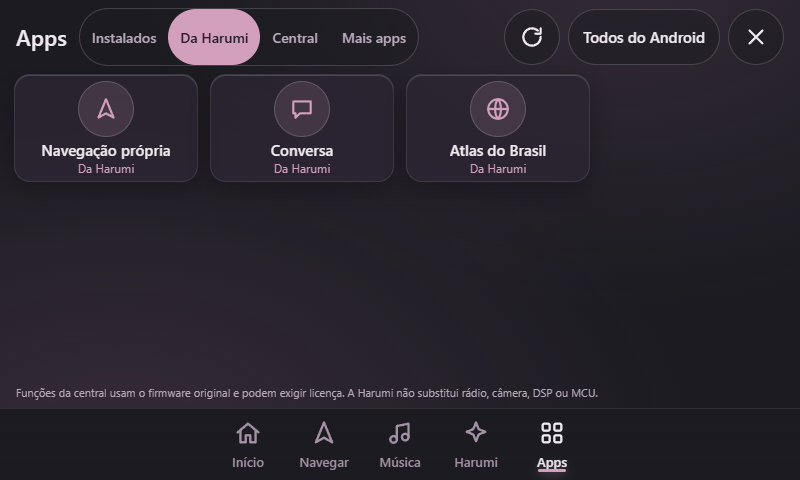 Apps
Instalados
Da Harumi
Central
Mais apps
Todos do Android
Navegação própria
Da Harumi
Conversa
Da Harumi
Atlas do Brasil
Da Harumi
Funções da central usam o firmware original e podem exigir licença. A Harumi não substitui rádio, câmera, DSP ou MCU.
Início
Navegar
Música
Harumi
Apps